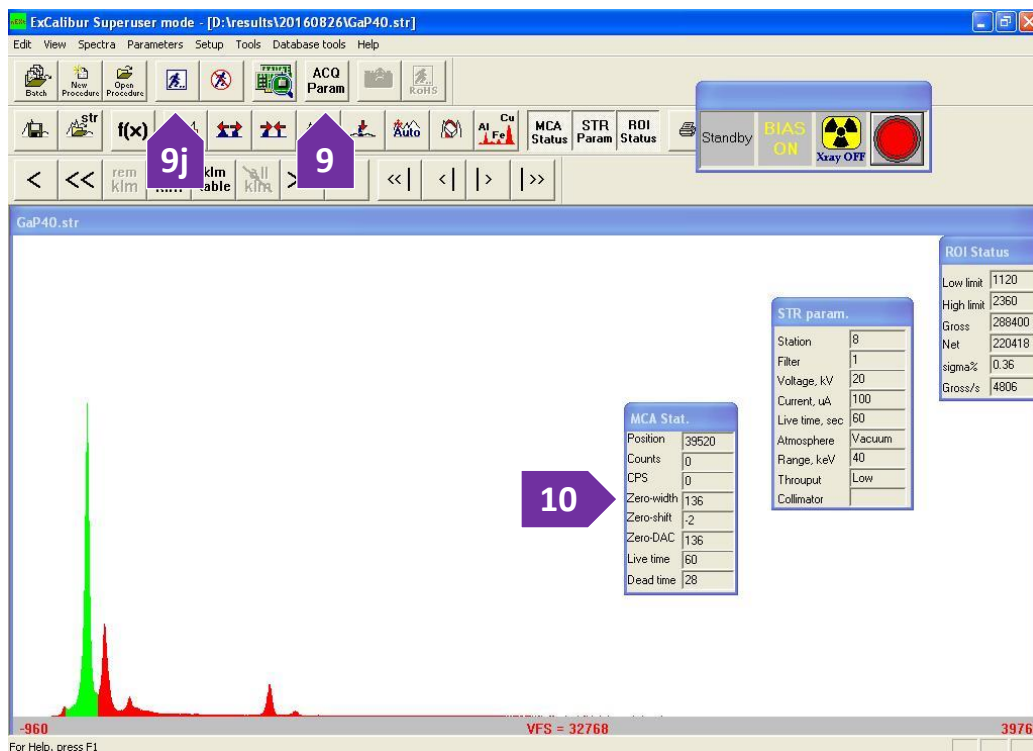 ExCalibur Superuser mode - [D:\results\20160826\GaP40.str]
Edit View Spectra Parameters Setup Tools Database tools Help
Batch
New Procedure
Open Procedure
ACQ Param
RoHS
str
f(x)
9j
9
Auto
Al Fe Cu
MCA Status
STR Param
ROI Status
Standby
BIAS ON
Xray OFF
<
<<
rem klm
klm
all klm
>
<<|
<|
|>
|>>
GaP40.str
ROI Status
Low limit 1120
High limit 2360
Gross 288400
Net 220418
sigma% 0.36
Gross/s 4806
STR param.
Station 8
Filter 1
Voltage, kV 20
Current, uA 100
Live time, sec 60
Atmosphere Vacuum
Range, keV 40
Throuput Low
Collimator
MCA Stat.
Position 39520
Counts 0
CPS 0
Zero-width 136
Zero-shift -2
Zero-DAC 136
Live time 60
Dead time 28
10
-960
VFS = 32768
3976
For Help, press F1